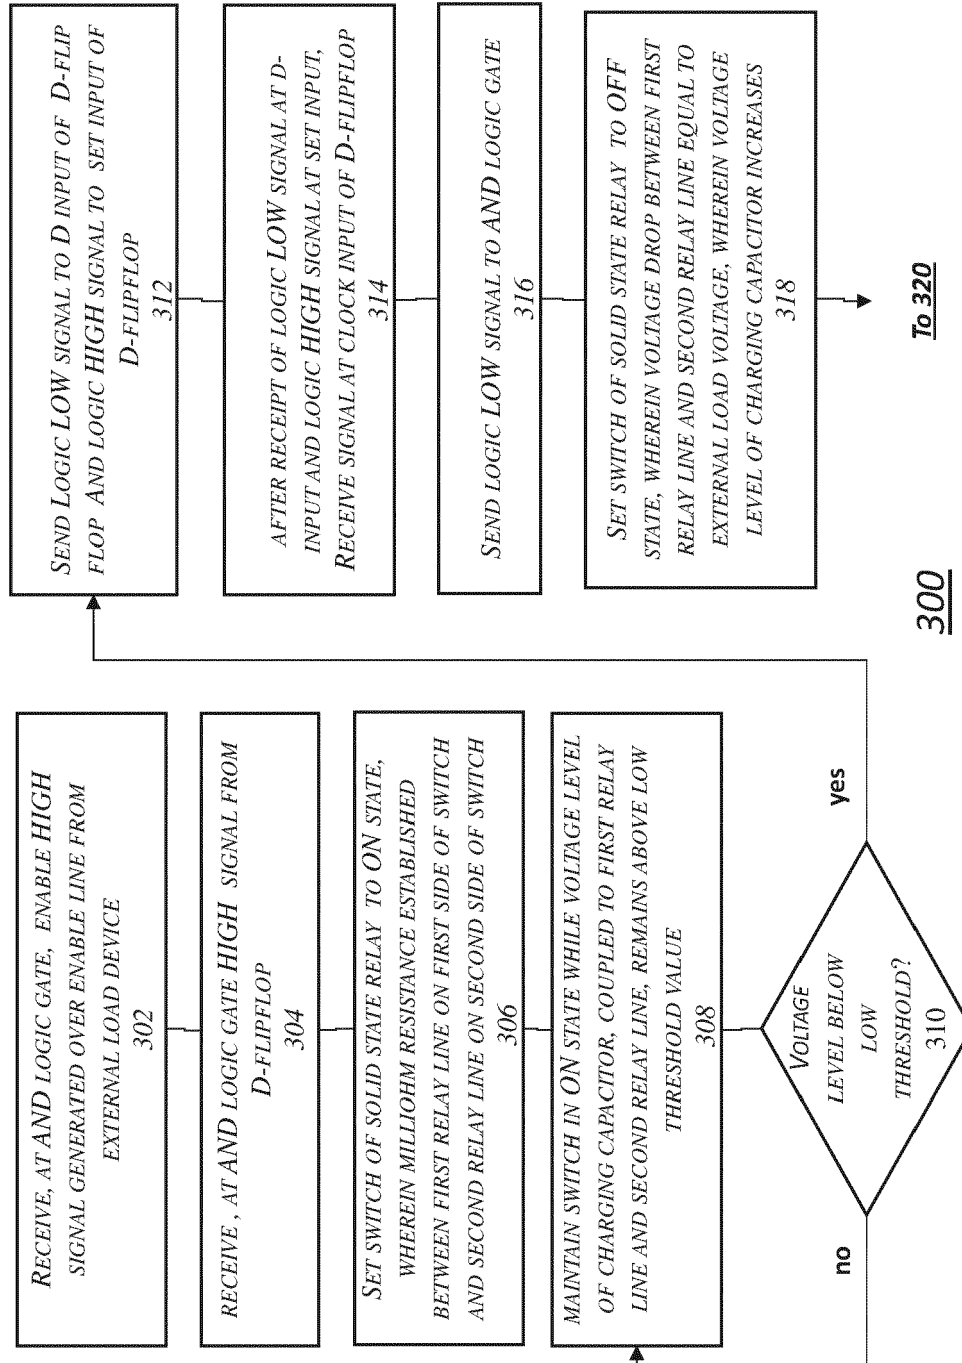 RECEIVE, AT AND LOGIC GATE, ENABLE HIGH
SIGNAL GENERATED OVER ENABLE LINE FROM
EXTERNAL LOAD DEVICE
302
RECEIVE , AT AND LOGIC GATE HIGH SIGNAL FROM
D-FLIPFLOP
304
SET SWITCH OF SOLID STATE RELAY TO ON STATE,
WHEREIN MILLIOHM RESISTANCE ESTABLISHED
BETWEEN FIRST RELAY LINE ON FIRST SIDE OF SWITCH
AND SECOND RELAY LINE ON SECOND SIDE OF SWITCH
306
MAINTAIN SWITCH IN ON STATE WHILE VOLTAGE LEVEL
OF CHARGING CAPACITOR, COUPLED TO FIRST RELAY
LINE AND SECOND RELAY LINE, REMAINS ABOVE LOW
THRESHOLD VALUE
308
VOLTAGE
LEVEL BELOW
LOW
THRESHOLD?
310
no
yes
SEND LOGIC LOW SIGNAL TO D INPUT OF D-FLIP
FLOP AND LOGIC HIGH SIGNAL TO SET INPUT OF
D-FLIPFLOP
312
AFTER RECEIPT OF LOGIC LOW SIGNAL AT D-
INPUT AND LOGIC HIGH SIGNAL AT SET INPUT,
RECEIVE SIGNAL AT CLOCK INPUT OF D-FLIPFLOP
314
SEND LOGIC LOW SIGNAL TO AND LOGIC GATE
316
SET SWITCH OF SOLID STATE RELAY TO OFF
STATE, WHEREIN VOLTAGE DROP BETWEEN FIRST
RELAY LINE AND SECOND RELAY LINE EQUAL TO
EXTERNAL LOAD VOLTAGE, WHEREIN VOLTAGE
LEVEL OF CHARGING CAPACITOR INCREASES
318
To 320
300